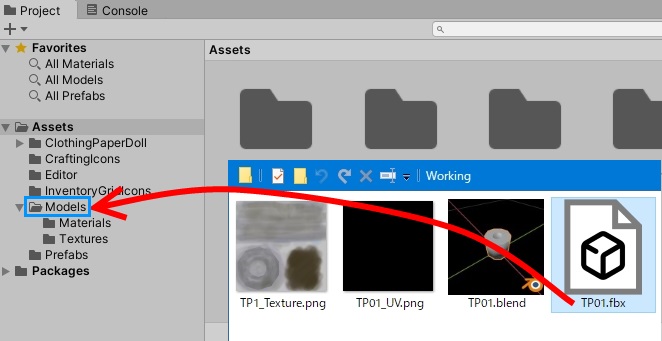 Project
Console
Favorites
All Materials
All Models
All Prefabs
Assets
Assets
ClothingPaperDoll
CraftingIcons
Editor
InventoryGridIcons
Models
Materials
Textures
Prefabs
Packages
Working
TP1_Texture.png
TP01_UV.png
TP01.blend
TP01.fbx